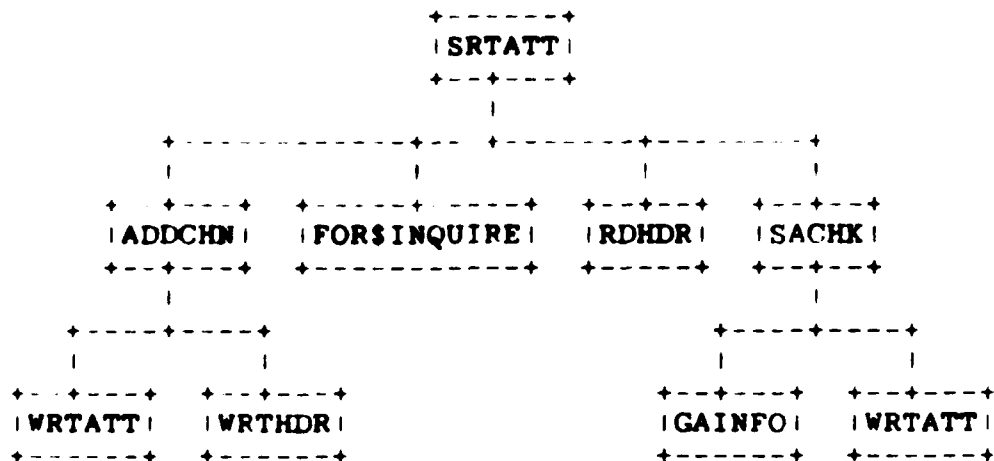 SRTATT
ADDCHN FOR$INQUIRE RDHDR SACHK
WRTATT WRTHDR GAINFO WRTATT